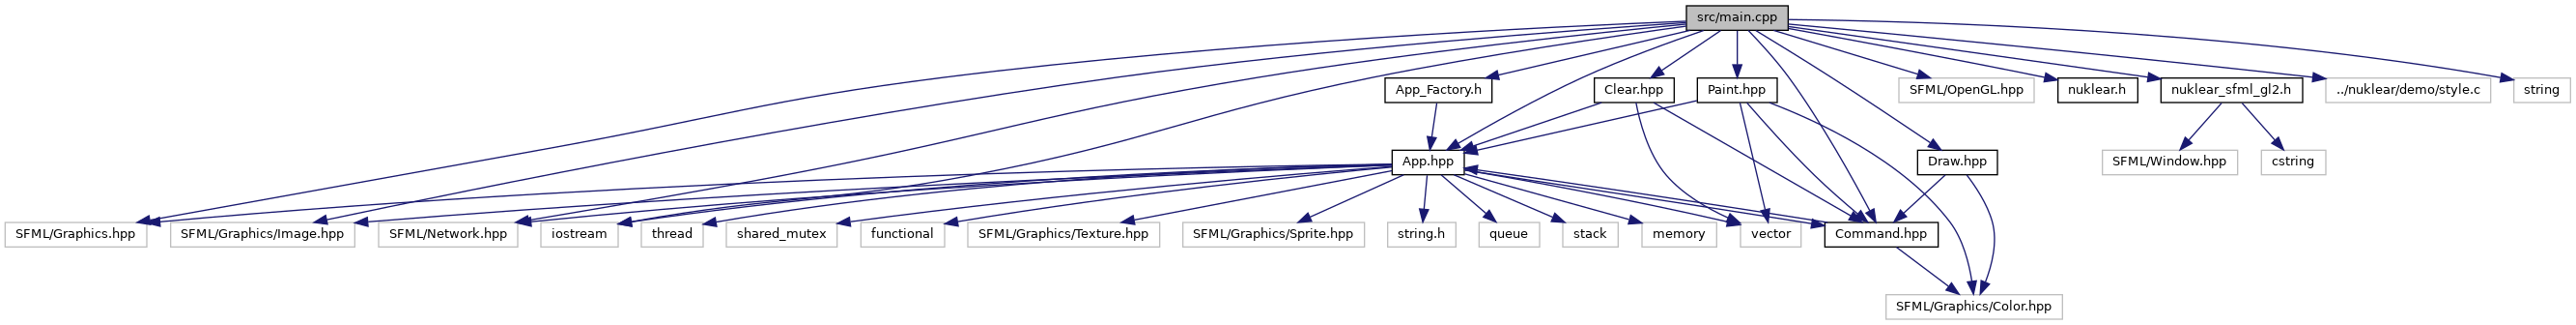 src/main.cpp
App_Factory.h
Clear.hpp
Paint.hpp
SFML/OpenGL.hpp
nuklear.h
nuklear_sfml_gl2.h
../nuklear/demo/style.c
string
App.hpp
Draw.hpp
SFML/Window.hpp
cstring
SFML/Graphics.hpp
SFML/Graphics/Image.hpp
SFML/Network.hpp
iostream
thread
shared_mutex
functional
SFML/Graphics/Texture.hpp
SFML/Graphics/Sprite.hpp
string.h
queue
stack
memory
vector
Command.hpp
SFML/Graphics/Color.hpp